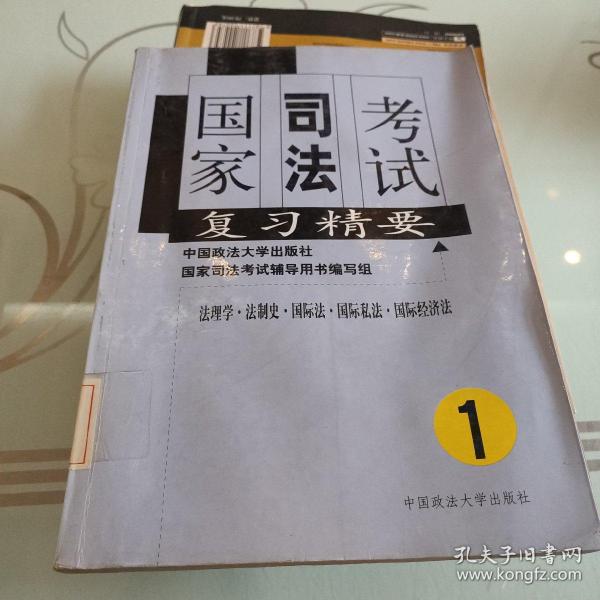 国家
司法
考试
复习精要
中国政法大学出版社
国家司法考试辅导用书编写组
法理学·法制史·国际法·国际私法·国际经济法
1
中国政法大学出版社
孔夫子旧书网
www.kongfz.com